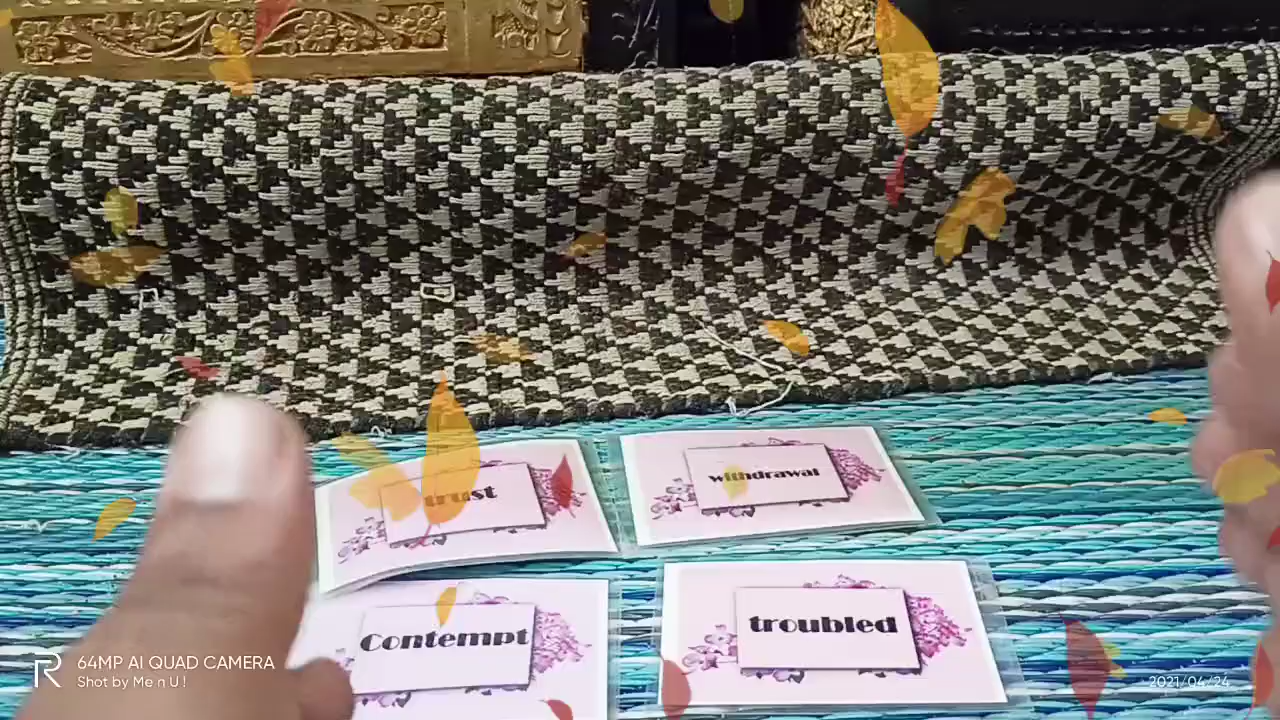 trust
withdrawal
Contempt
troubled
R
64MP AI QUAD CAMERA
Shot by Me n U !
2021/04/24